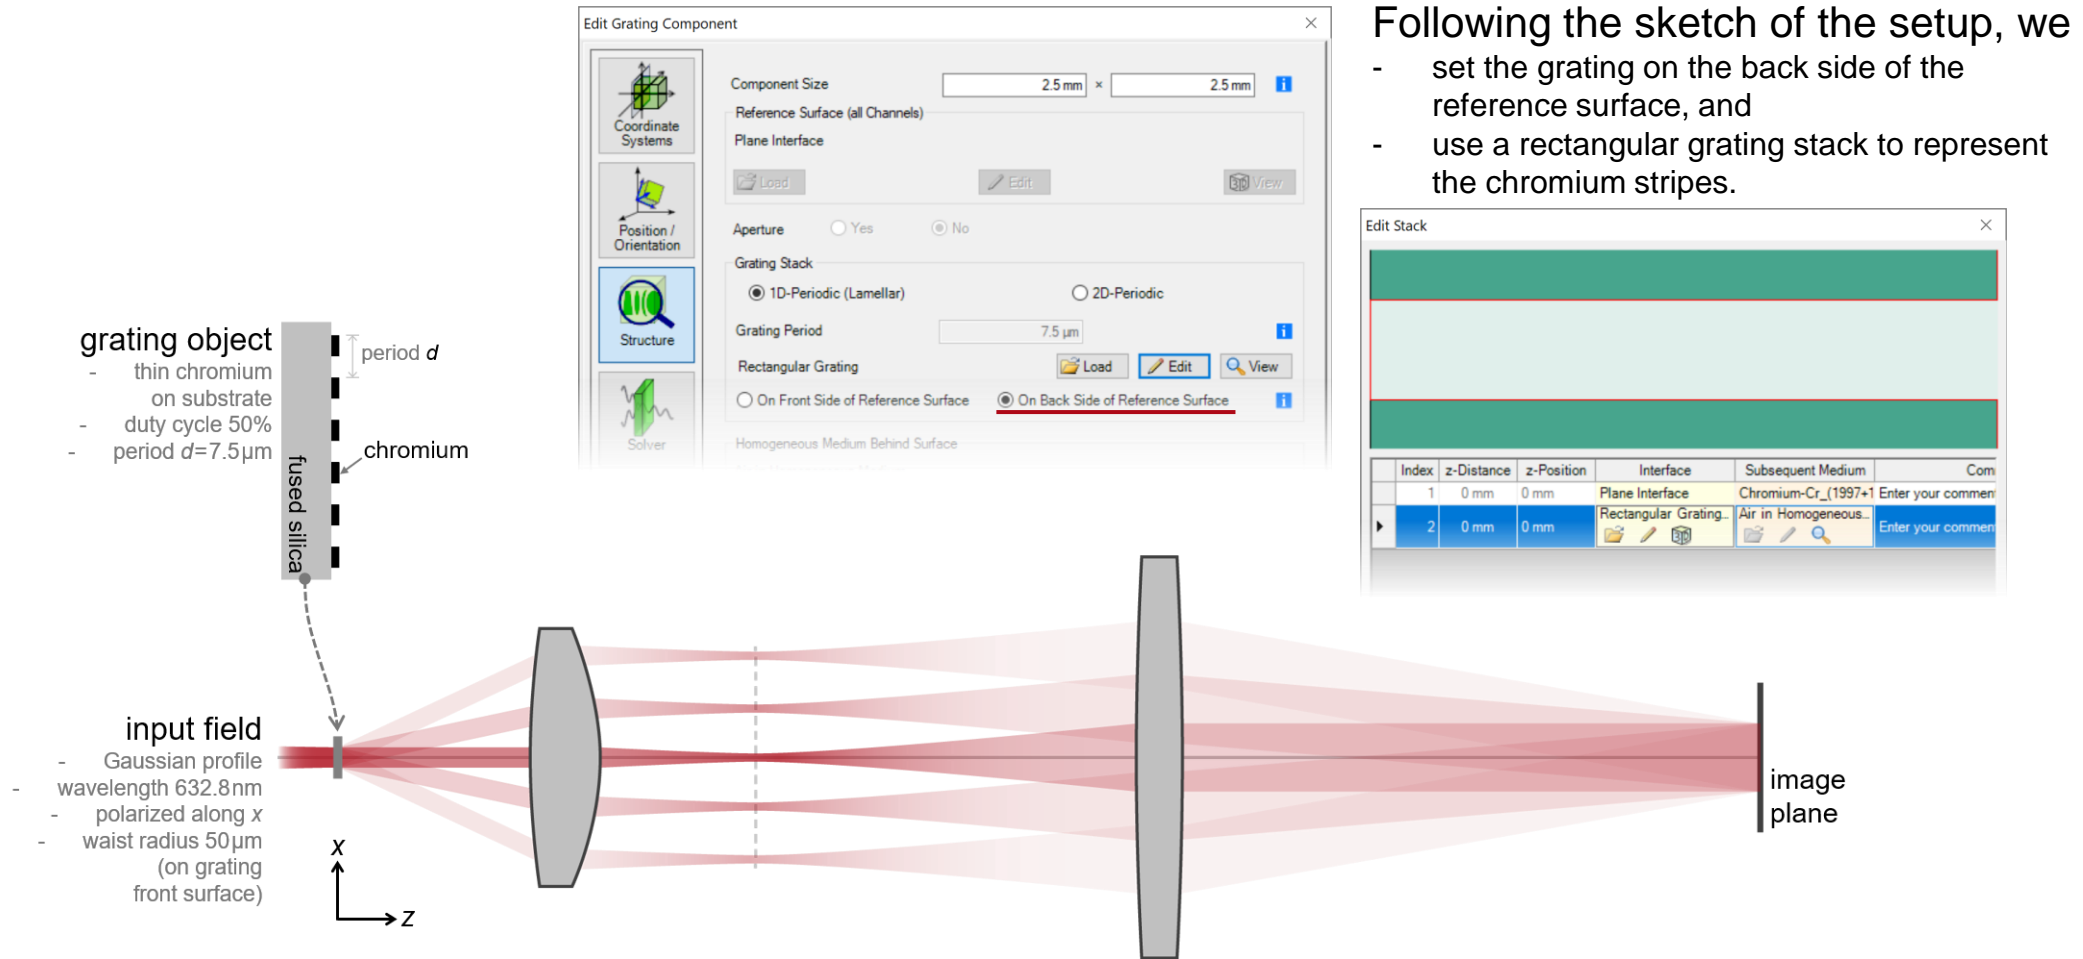 Following the sketch of the setup, we
- set the grating on the back side of the
reference surface, and
- use a rectangular grating stack to represent
the chromium stripes.
Edit Grating Component
Coordinate
Systems
Position /
Orientation
Structure
Solver
Component Size 2.5 mm × 2.5 mm
Reference Surface (all Channels)
Plane Interface
Load Edit View
Aperture Yes No
Grating Stack
1D-Periodic (Lamellar) 2D-Periodic
Grating Period 7.5 µm
Rectangular Grating Load Edit View
On Front Side of Reference Surface On Back Side of Reference Surface
Homogeneous Medium Behind Surface
Edit Stack
Index z-Distance z-Position Interface Subsequent Medium Com
1 0 mm 0 mm Plane Interface Chromium-Cr_(1997+1 Enter your commen
2 0 mm 0 mm Rectangular Grating... Air in Homogeneous... Enter your commen
grating object
- thin chromium
on substrate
- duty cycle 50%
- period d=7.5µm
period d
chromium
fused silica
input field
- Gaussian profile
- wavelength 632.8nm
- polarized along x
- waist radius 50µm
(on grating
front surface)
x
z
image
plane